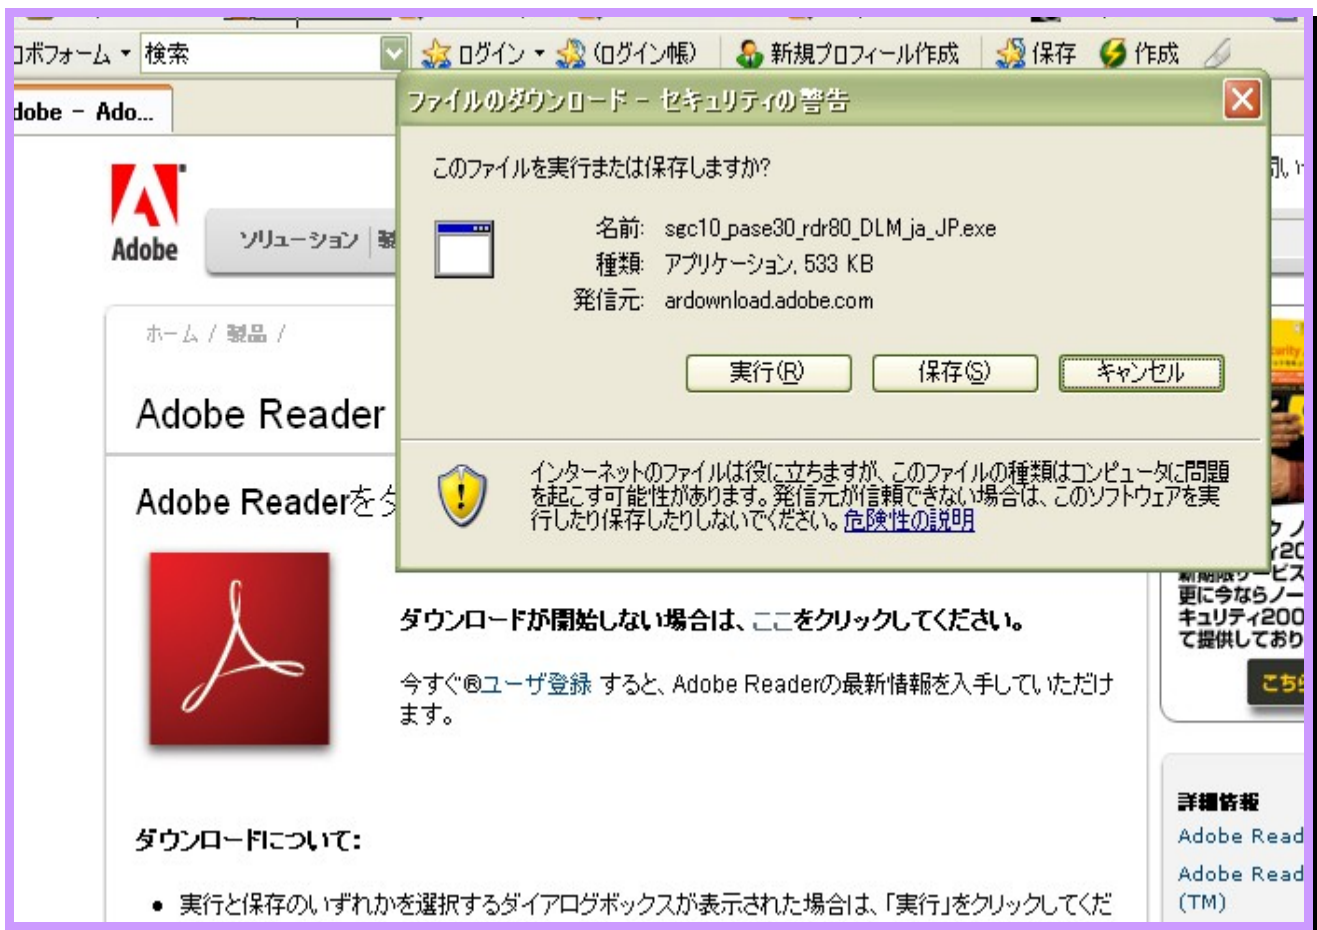 検索
ログイン
(ログイン帳)
新規プロフィール作成
保存
作成
dobe - Ado...
ファイルのダウンロード - セキュリティの警告
このファイルを実行または保存しますか?
名前: sgc10_pase30_rdr80_DLM_ja_JP.exe
種類: アプリケーション, 533 KB
発信元: ardownload.adobe.com
実行(R)
保存(S)
キャンセル
インターネットのファイルは役に立ちますが、このファイルの種類はコンピュータに問題
を起こす可能性があります。発信元が信頼できない場合は、このソフトウェアを実
行したり保存したりしないでください。危険性の説明
Adobe
ソリューション
ホーム / 製品 /
Adobe Reader
Adobe Readerをダ
ダウンロードが開始しない場合は、ここをクリックしてください。
今すぐ®ユーザ登録 すると、Adobe Readerの最新情報を入手していただけ
ます。
ダウンロードについて:
• 実行と保存のいずれかを選択するダイアログボックスが表示された場合は、「実行」をクリックしてくだ
新期限サービス
更に今ならノー
キュリティ200
て提供しており
こち
詳細情報
Adobe Read
Adobe Read
(TM)